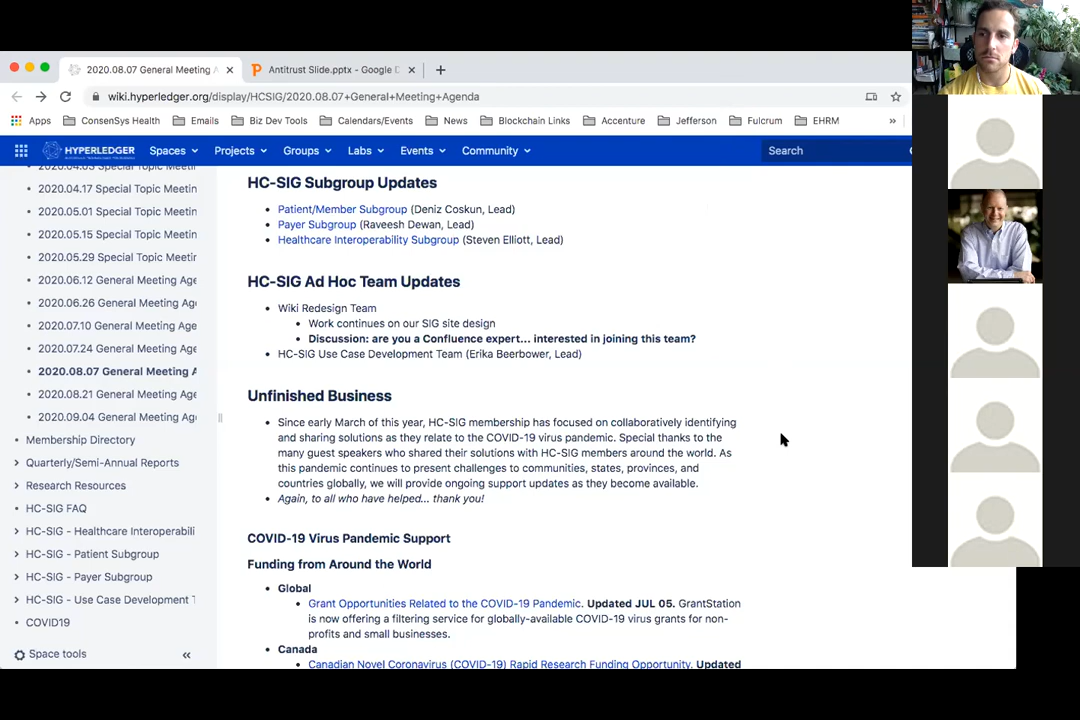 2020.08.07 General Meeting A
Antitrust Slide.pptx - Google D
wiki.hyperledger.org/display/HCSIG/2020.08.07+General+Meeting+Agenda
Apps
ConsenSys Health
Emails
Biz Dev Tools
Calendars/Events
News
Blockchain Links
Accenture
Jefferson
Fulcrum
EHRM
»
HYPERLEDGER
Spaces
Projects
Groups
Labs
Events
Community
Search
2020.04.03 Special Topic Meetin
2020.04.17 Special Topic Meetin
2020.05.01 Special Topic Meetin
2020.05.15 Special Topic Meetin
2020.05.29 Special Topic Meetin
2020.06.12 General Meeting Age
2020.06.26 General Meeting Age
2020.07.10 General Meeting Age
2020.07.24 General Meeting Age
2020.08.07 General Meeting A
2020.08.21 General Meeting Age
2020.09.04 General Meeting Age
Membership Directory
Quarterly/Semi-Annual Reports
Research Resources
HC-SIG FAQ
HC-SIG - Healthcare Interoperabili
HC-SIG - Patient Subgroup
HC-SIG - Payer Subgroup
HC-SIG - Use Case Development T
COVID19
Space tools
«
HC-SIG Subgroup Updates
Patient/Member Subgroup (Deniz Coskun, Lead)
Payer Subgroup (Raveesh Dewan, Lead)
Healthcare Interoperability Subgroup (Steven Elliott, Lead)
HC-SIG Ad Hoc Team Updates
Wiki Redesign Team
Work continues on our SIG site design
Discussion: are you a Confluence expert... interested in joining this team?
HC-SIG Use Case Development Team (Erika Beerbower, Lead)
Unfinished Business
Since early March of this year, HC-SIG membership has focused on collaboratively identifying
and sharing solutions as they relate to the COVID-19 virus pandemic. Special thanks to the
many guest speakers who shared their solutions with HC-SIG members around the world. As
this pandemic continues to present challenges to communities, states, provinces, and
countries globally, we will provide ongoing support updates as they become available.
Again, to all who have helped... thank you!
COVID-19 Virus Pandemic Support
Funding from Around the World
Global
Grant Opportunities Related to the COVID-19 Pandemic. Updated JUL 05. GrantStation
is now offering a filtering service for globally-available COVID-19 virus grants for non-
profits and small businesses.
Canada
Canadian Novel Coronavirus (COVID-19) Rapid Research Funding Opportunity. Updated